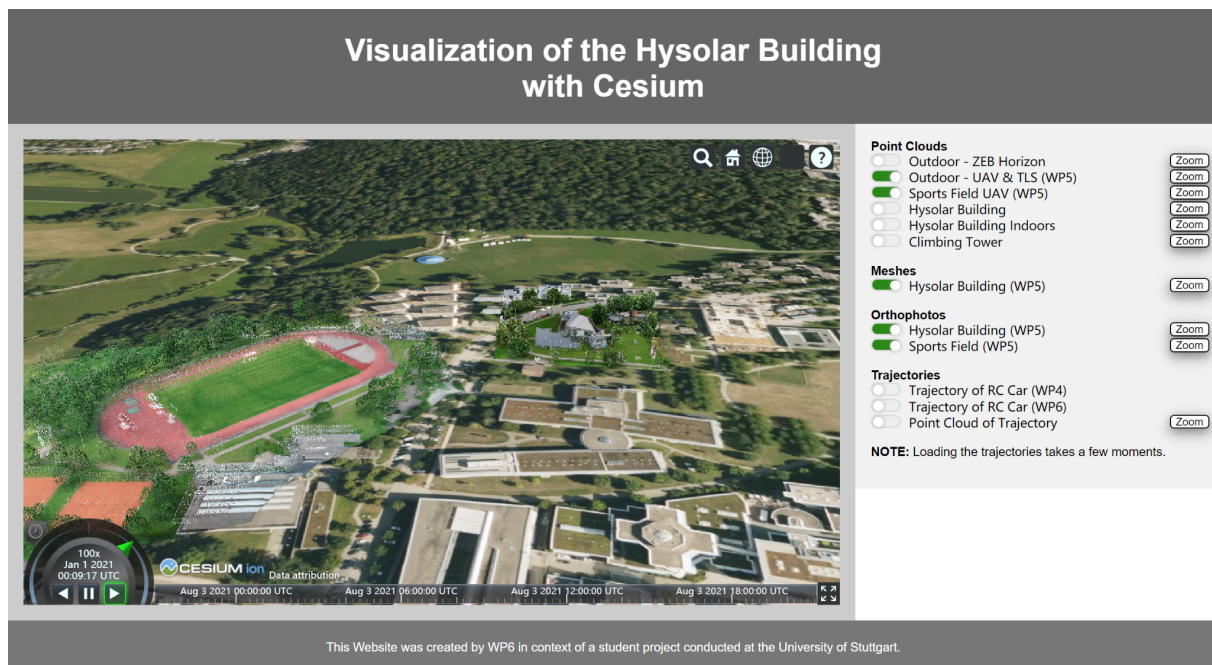 Visualization of the Hysolar Building
with Cesium
?
Point Clouds
Outdoor - ZEB Horizon Zoom
Outdoor - UAV & TLS (WP5) Zoom
Sports Field UAV (WP5) Zoom
Hysolar Building Zoom
Hysolar Building Indoors Zoom
Climbing Tower Zoom
Meshes
Hysolar Building (WP5) Zoom
Orthophotos
Hysolar Building (WP5) Zoom
Sports Field (WP5) Zoom
Trajectories
Trajectory of RC Car (WP4)
Trajectory of RC Car (WP6)
Point Cloud of Trajectory Zoom
NOTE: Loading the trajectories takes a few moments.
100x
Jan 1 2021
00:09:17 UTC
CESIUM ion Data attribution
Aug 3 2021 00:00:00 UTC Aug 3 2021 06:00:00 UTC Aug 3 2021 12:00:00 UTC Aug 3 2021 18:00:00 UTC
This Website was created by WP6 in context of a student project conducted at the University of Stuttgart.